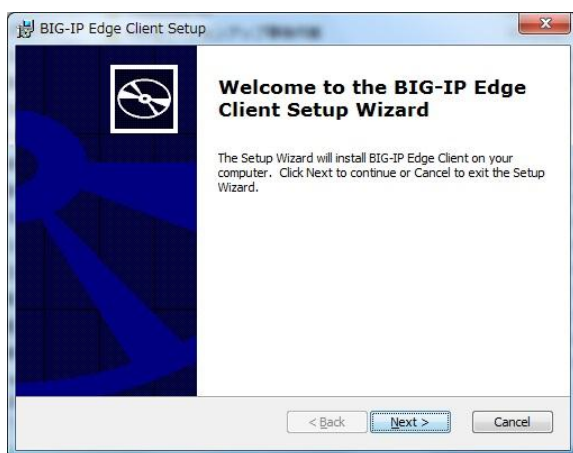 BIG-IP Edge Client Setup
Welcome to the BIG-IP Edge
Client Setup Wizard
The Setup Wizard will install BIG-IP Edge Client on your
computer. Click Next to continue or Cancel to exit the Setup
Wizard.
< Back
Next >
Cancel